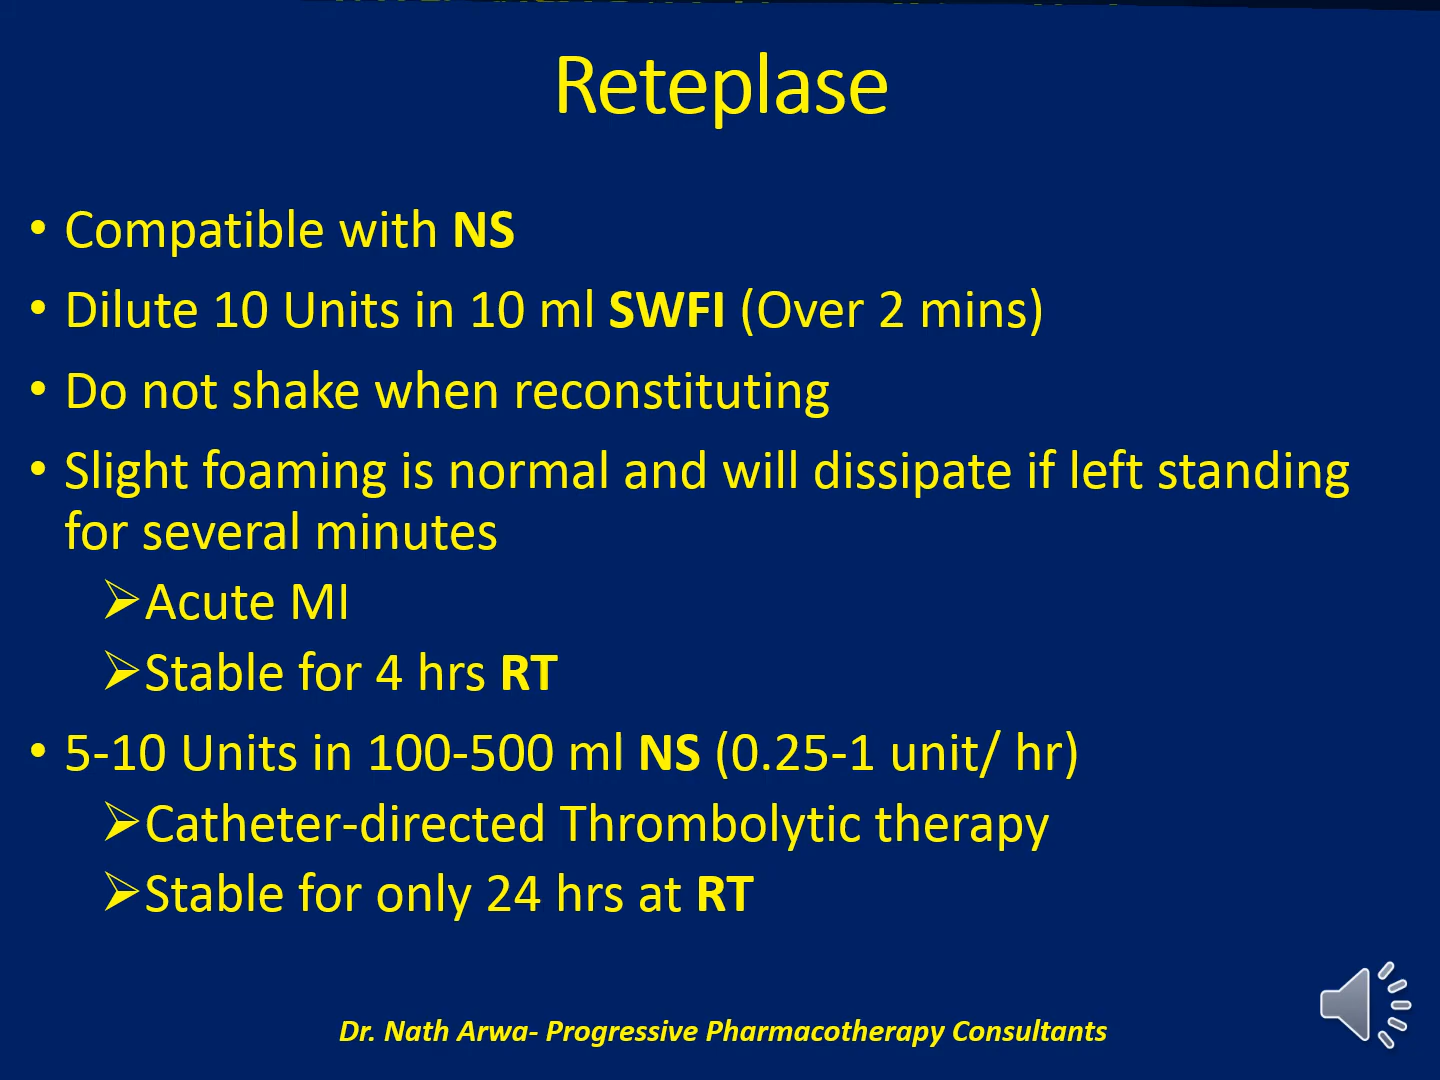 Reteplase
• Compatible with NS
• Dilute 10 Units in 10 ml SWFI (Over 2 mins)
• Do not shake when reconstituting
• Slight foaming is normal and will dissipate if left standing
for several minutes
➢Acute MI
➢Stable for 4 hrs RT
• 5-10 Units in 100-500 ml NS (0.25-1 unit/ hr)
➢Catheter-directed Thrombolytic therapy
➢Stable for only 24 hrs at RT
Dr. Nath Arwa- Progressive Pharmacotherapy Consultants